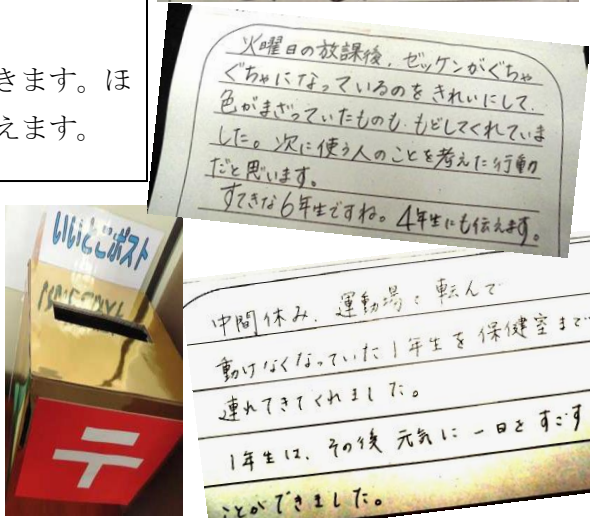 きます。ほ
えます。
火曜日の放課後、ゼッケンがぐちゃ
ぐちゃになっているのをきれいにして、
色がまざっていたものも、もどしてくれていま
した。次に使う人のことを考えた行動
だと思います。
すてきな6年生ですね。4年生にも伝えます。
いいとこポスト
〒
中間休み、運動場で転んで
動けなくなっていた1年生を保健室まで
連れてきてくれました。
1年生は、その後元気に一日をすごす
ことができました。